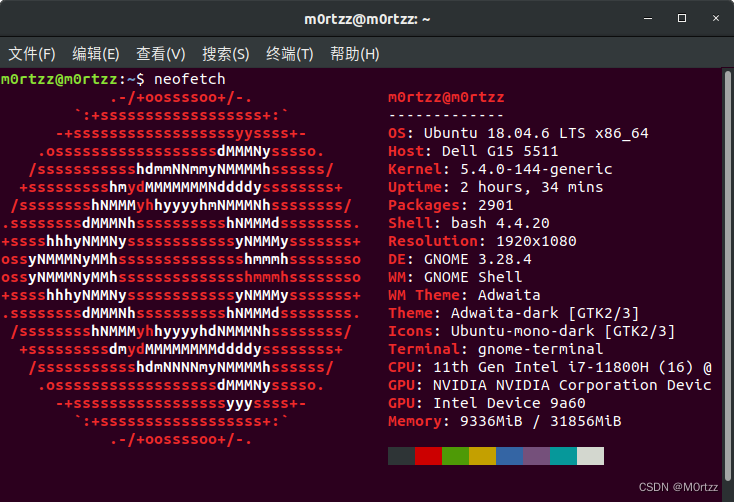 m0rtzz@m0rtzz: ~
文件(F) 编辑(E) 查看(V) 搜索(S) 终端(T) 帮助(H)
m0rtzz@m0rtzz:~$ neofetch
            .-/+oossssoo+/-.               m0rtzz@m0rtzz
        `:+ssssssssssssssssss+:`           -------------
      -+ssssssssssssssssssyyssss+-         OS: Ubuntu 18.04.6 LTS x86_64
    .ossssssssssssssssssdMMMNysssso.       Host: Dell G15 5511
   /ssssssssssshdmmNNmmyNMMMMhssssss/      Kernel: 5.4.0-144-generic
  +ssssssssshmydMMMMMMMNddddyssssssss+     Uptime: 2 hours, 34 mins
 /sssssssshNMMMyhhyyyyhmNMMMNhssssssss/    Packages: 2901
.ssssssssdMMMNhsssssssssshNMMMdssssssss.   Shell: bash 4.4.20
+sssshhhyNMMNyssssssssssssyNMMMysssssss+   Resolution: 1920x1080
ossyNMMMNyMMhsssssssssssssshmmmhssssssso   DE: GNOME 3.28.4
ossyNMMMNyMMhsssssssssssssshmmmhssssssso   WM: GNOME Shell
+sssshhhyNMMNyssssssssssssyNMMMysssssss+   WM Theme: Adwaita
.ssssssssdMMMNhsssssssssshNMMMdssssssss.   Theme: Adwaita-dark [GTK2/3]
 /sssssssshNMMMyhhyyyyhdNMMMNhssssssss/    Icons: Ubuntu-mono-dark [GTK2/3]
  +sssssssssdmydMMMMMMMMddddyssssssss+     Terminal: gnome-terminal
   /ssssssssssshdmNNNNmyNMMMMhssssss/      CPU: 11th Gen Intel i7-11800H (16) @
    .ossssssssssssssssssdMMMNysssso.       GPU: NVIDIA NVIDIA Corporation Devic
      -+sssssssssssssssssyyyssss+-         GPU: Intel Device 9a60
        `:+ssssssssssssssssss+:`           Memory: 9336MiB / 31856MiB
            .-/+oossssoo+/-.
CSDN @M0rtzz